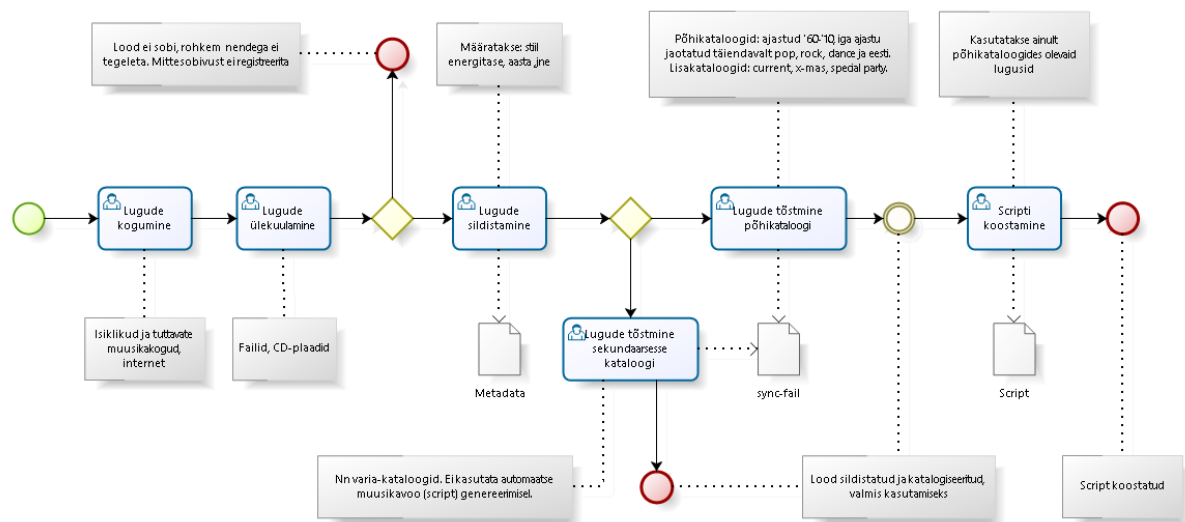 Lood ei sobi, rohkem nendega ei
tegeleta. Mittesobivust ei registreerita
Määratakse: stiil
energitase, aasta ,jne
Põhikataloogid: ajastud '60-'10, iga ajastu
jaotatud täiendavalt pop, rock, dance ja eesti.
Lisakataloogid: current, x-mas, special party.
Kasutatakse ainult
põhikataloogides olevaid
lugusid
Lugude
kogumine
Lugude
ülekuulamine
Lugude
sildistamine
Lugude tõstmine
põhikataloogi
Scripti
koostamine
Isiklikud ja tuttavate
muusikakogud,
internet
Failid, CD-plaadid
Metadata
Lugude tõstmine
sekundaarsesse
kataloogi
sync-fail
Script
Nn varia-kataloogid. Ei kasutata automaatse
muusikavoo (script) genereerimisel.
Lood sildistatud ja katalogiseeritud,
valmis kasutamiseks
Script koostatud